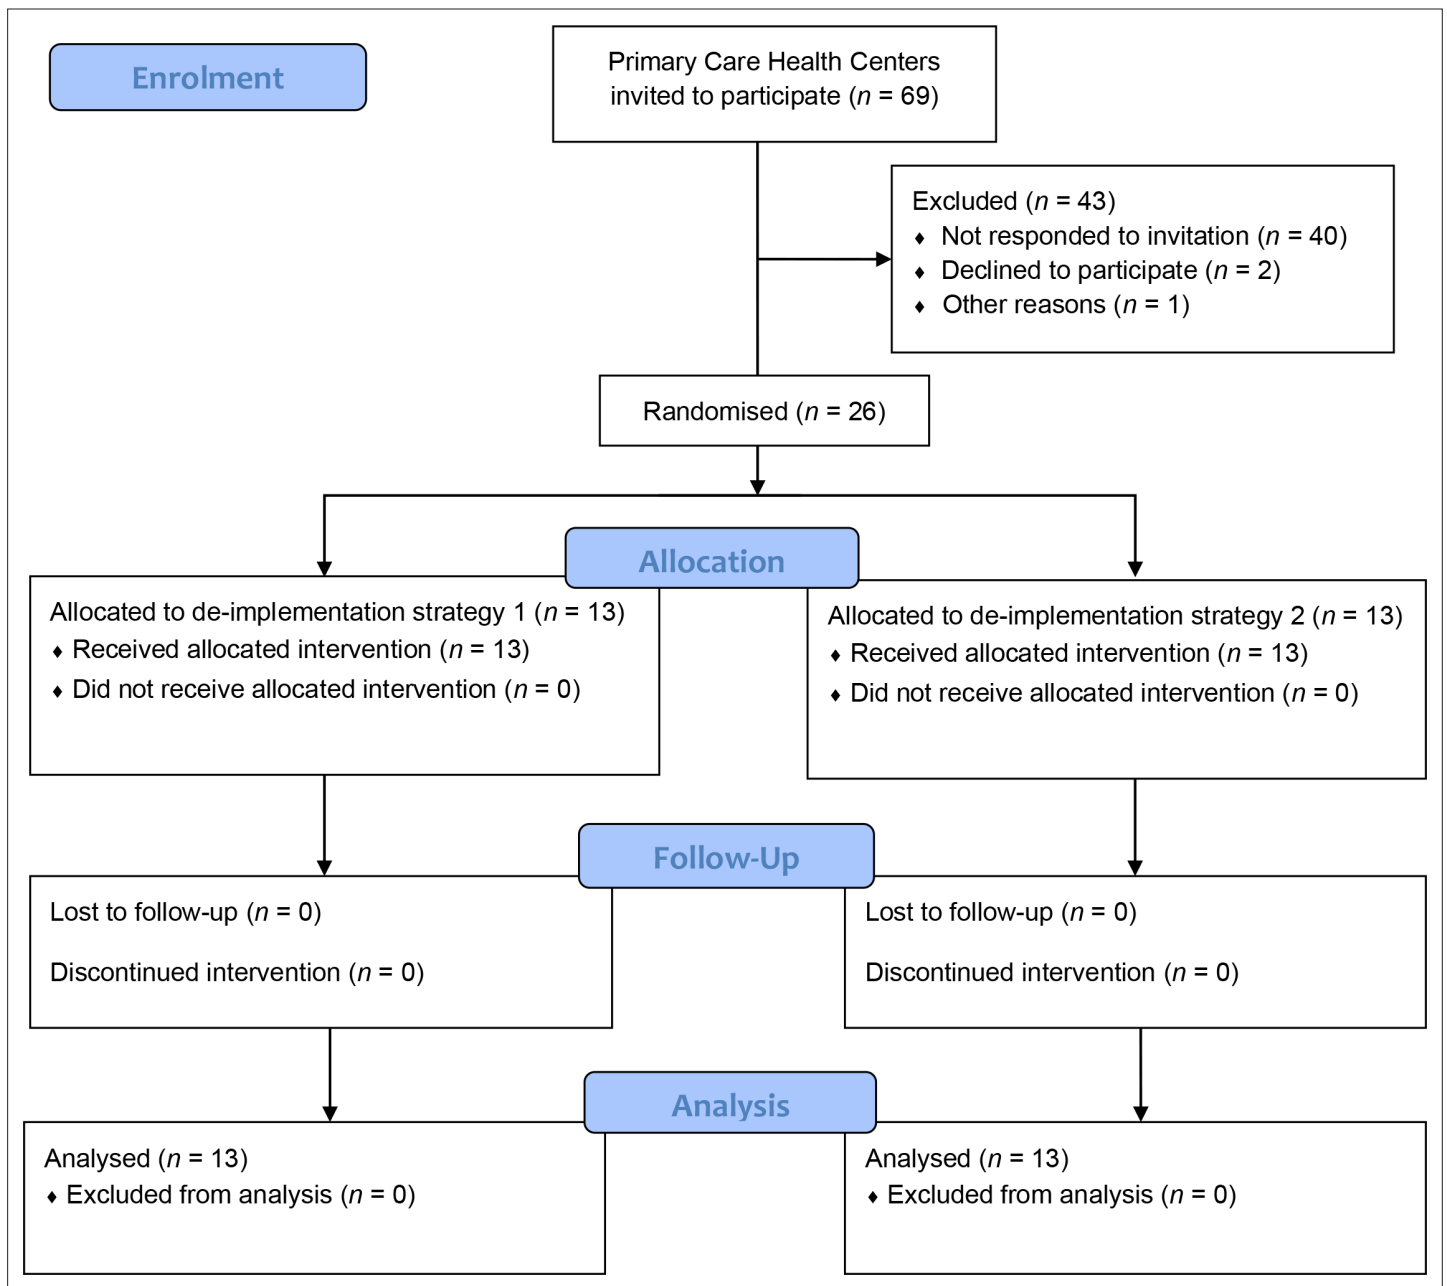 Enrolment
Primary Care Health Centers
invited to participate (n = 69)
Excluded (n = 43)
♦ Not responded to invitation (n = 40)
♦ Declined to participate (n = 2)
♦ Other reasons (n = 1)
Randomised (n = 26)
Allocation
Allocated to de-implementation strategy 1 (n = 13)
♦ Received allocated intervention (n = 13)
♦ Did not receive allocated intervention (n = 0)
Allocated to de-implementation strategy 2 (n = 13)
♦ Received allocated intervention (n = 13)
♦ Did not receive allocated intervention (n = 0)
Follow-Up
Lost to follow-up (n = 0)
Discontinued intervention (n = 0)
Lost to follow-up (n = 0)
Discontinued intervention (n = 0)
Analysis
Analysed (n = 13)
♦ Excluded from analysis (n = 0)
Analysed (n = 13)
♦ Excluded from analysis (n = 0)